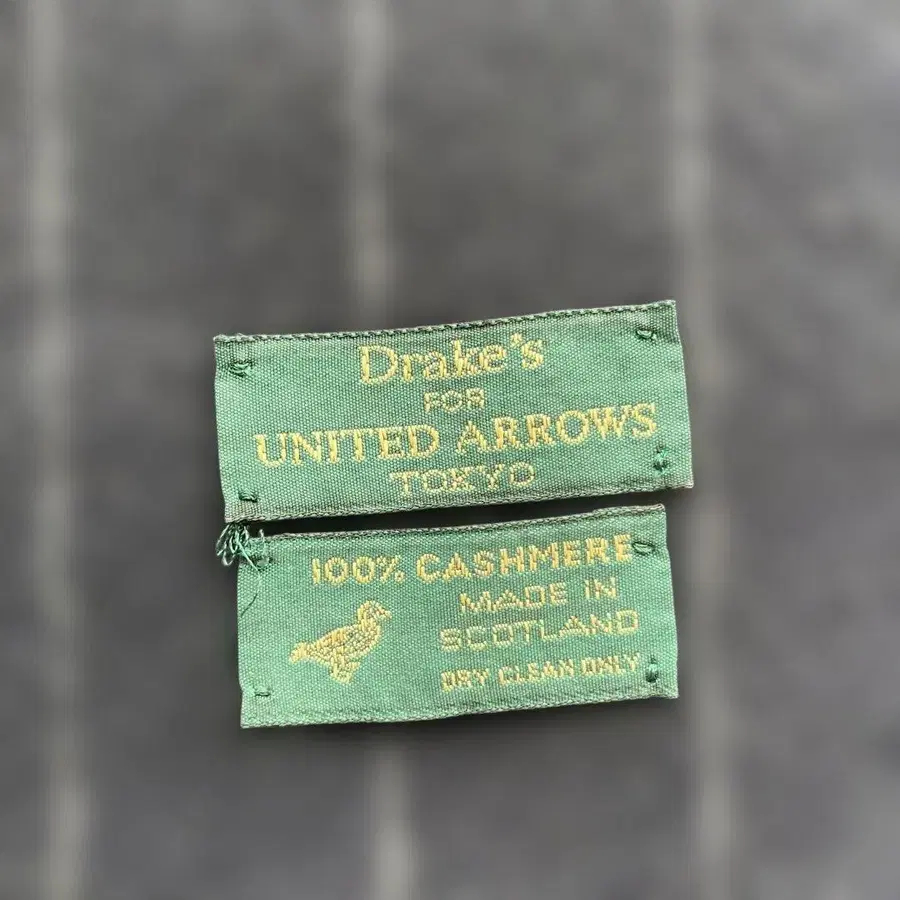 Drake's
FOR
UNITED ARROWS
TOKYO
100% CASHMERE
MADE IN
SCOTLAND
DRY CLEAN ONLY